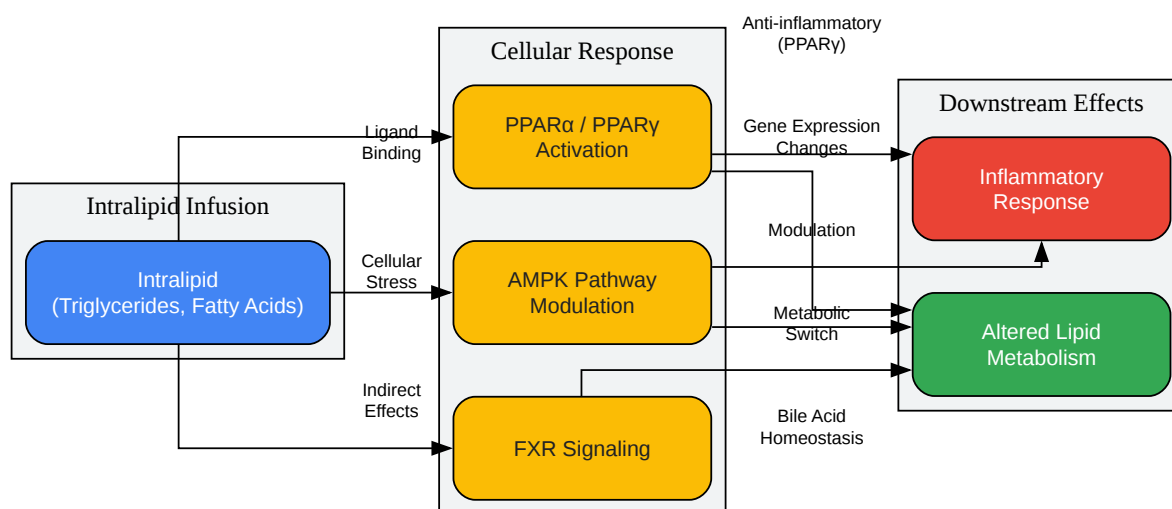 Anti-inflammatory
(PPARγ)
Cellular Response
Downstream Effects
PPARα / PPARγ
Activation
Ligand
Binding
Gene Expression
Changes
Inflammatory
Response
Intralipid Infusion
Modulation
Intralipid
(Triglycerides, Fatty Acids)
Cellular
Stress
AMPK Pathway
Modulation
Metabolic
Switch
Altered Lipid
Metabolism
Indirect
Effects
FXR Signaling
Bile Acid
Homeostasis